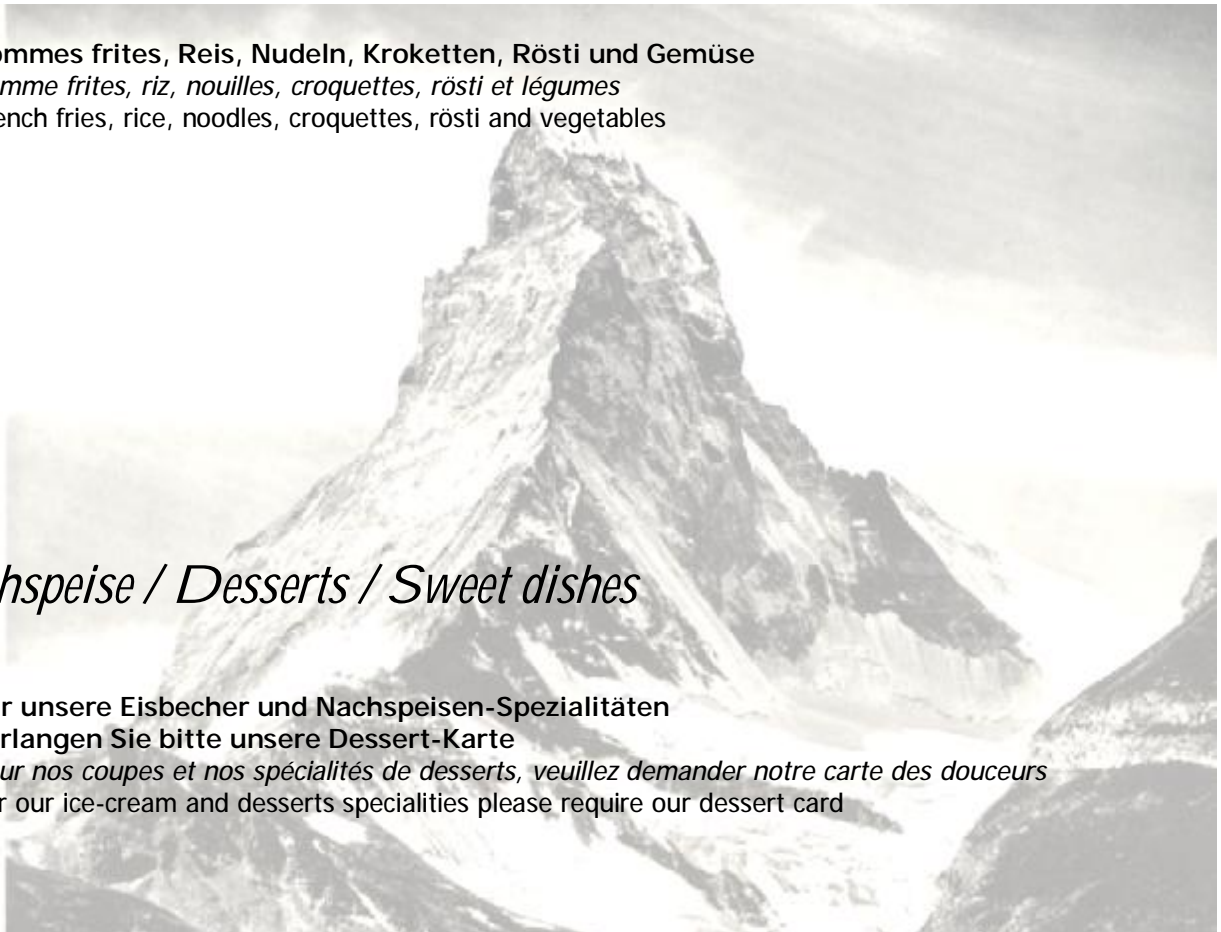 ommes frites, Reis, Nudeln, Kroketten, Rösti und Gemüse
mme frites, riz, nouilles, croquettes, rösti et légumes
ench fries, rice, noodles, croquettes, rösti and vegetables
hspeise / Desserts / Sweet dishes
r unsere Eisbecher und Nachspeisen-Spezialitäten
rlangen Sie bitte unsere Dessert-Karte
ur nos coupes et nos spécialités de desserts, veuillez demander notre carte des douceurs
r our ice-cream and desserts specialities please require our dessert card